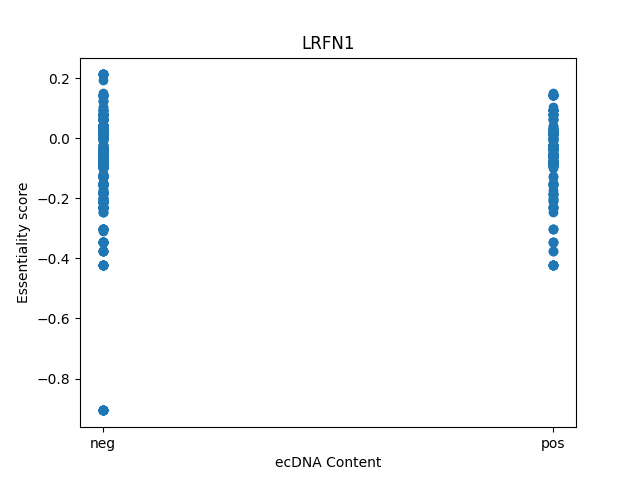 LRFN1
Essentiality score
0.2
0.0
−0.2
−0.4
−0.6
−0.8
neg
pos
ecDNA Content